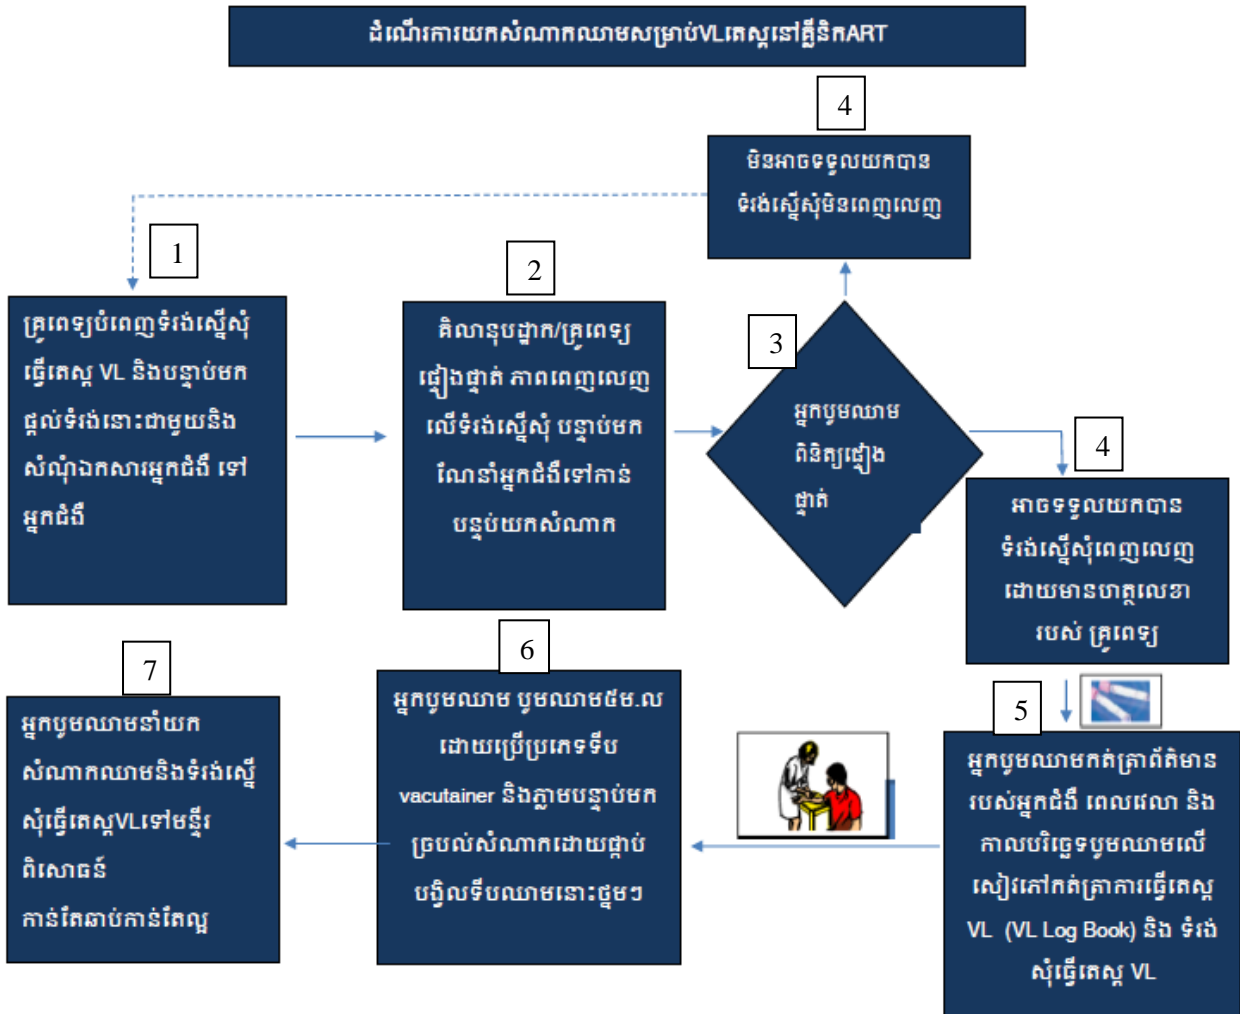 ដំណើរការយកសំណាកឈាមសម្រាប់VLតេស្តនៅគ្លីនិកART
4
មិនអាចទទួលយកបាន
ទំរង់ស្នើសុំមិនពេញលេញ
1
គ្រូពេទ្យបំពេញទំរង់ស្នើសុំ
ធ្វើតេស្ត VL និងបន្ទាប់មក
ផ្តល់ទំរង់នោះជាមួយនិង
សំណុំឯកសារអ្នកជំងឺ ទៅ
អ្នកជំងឺ
2
គិលានុបដ្ឋាក/គ្រូពេទ្យ
ផ្ទៀងផ្ទាត់ ភាពពេញលេញ
លើទំរង់ស្នើសុំ បន្ទាប់មក
ណែនាំអ្នកជំងឺទៅកាន់
បន្ទប់យកសំណាក
3
អ្នកបូមឈាម
ពិនិត្យផ្ទៀង
ផ្ទាត់
4
អាចទទួលយកបាន
ទំរង់ស្នើសុំពេញលេញ
ដោយមានហត្ថលេខា
របស់ គ្រូពេទ្យ
5
អ្នកបូមឈាមកត់ត្រាព័ត៌មាន
របស់អ្នកជំងឺ ពេលវេលា និង
កាលបរិច្ឆេទបូមឈាមលើ
សៀវភៅកត់ត្រាការធ្វើតេស្ត
VL (VL Log Book) និង ទំរង់
សុំធ្វើតេស្ត VL
6
អ្នកបូមឈាម បូមឈាម៥ម.ល
ដោយប្រើប្រភេទទីប
vacutainer និងភ្លាមបន្ទាប់មក
ច្របល់សំណាកដោយផ្កាប់
បង្វិលទីបឈាមនោះថ្នមៗ
7
អ្នកបូមឈាមនាំយក
សំណាកឈាមនិងទំរង់ស្នើ
សុំធ្វើតេស្តVLទៅមន្ទីរ
ពិសោធន៍
កាន់តែឆាប់កាន់តែល្អ